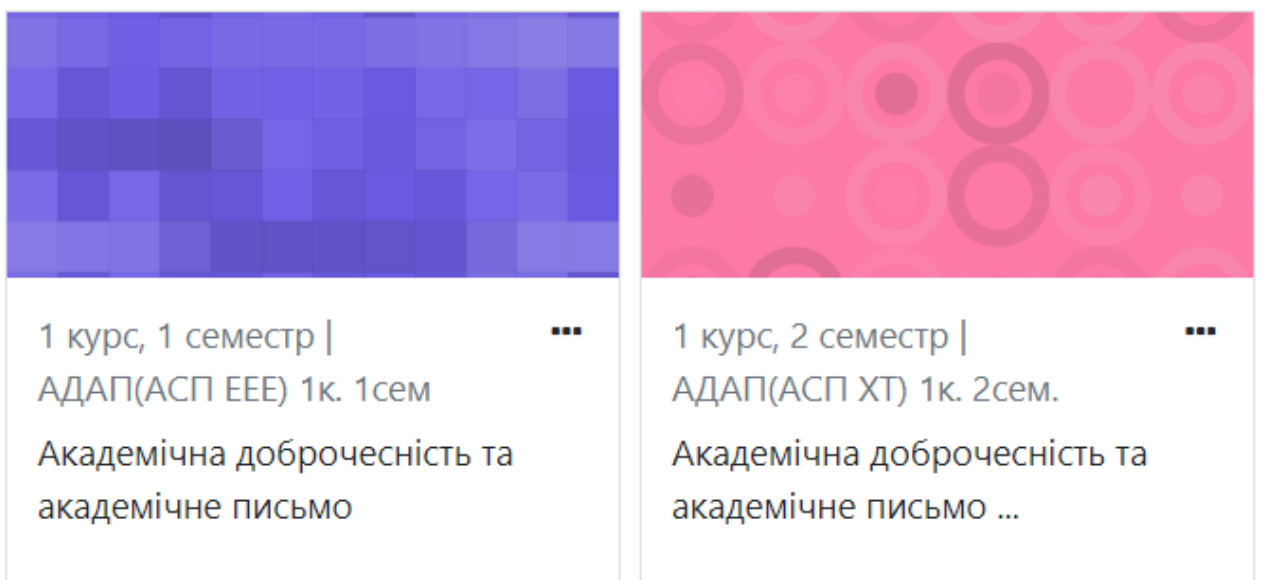 1 курс, 1 семестр |
АДАП(АСП ЕЕЕ) 1к. 1сем
Академічна доброчесність та
академічне письмо
1 курс, 2 семестр |
АДАП(АСП ХТ) 1к. 2сем.
Академічна доброчесність та
академічне письмо ...